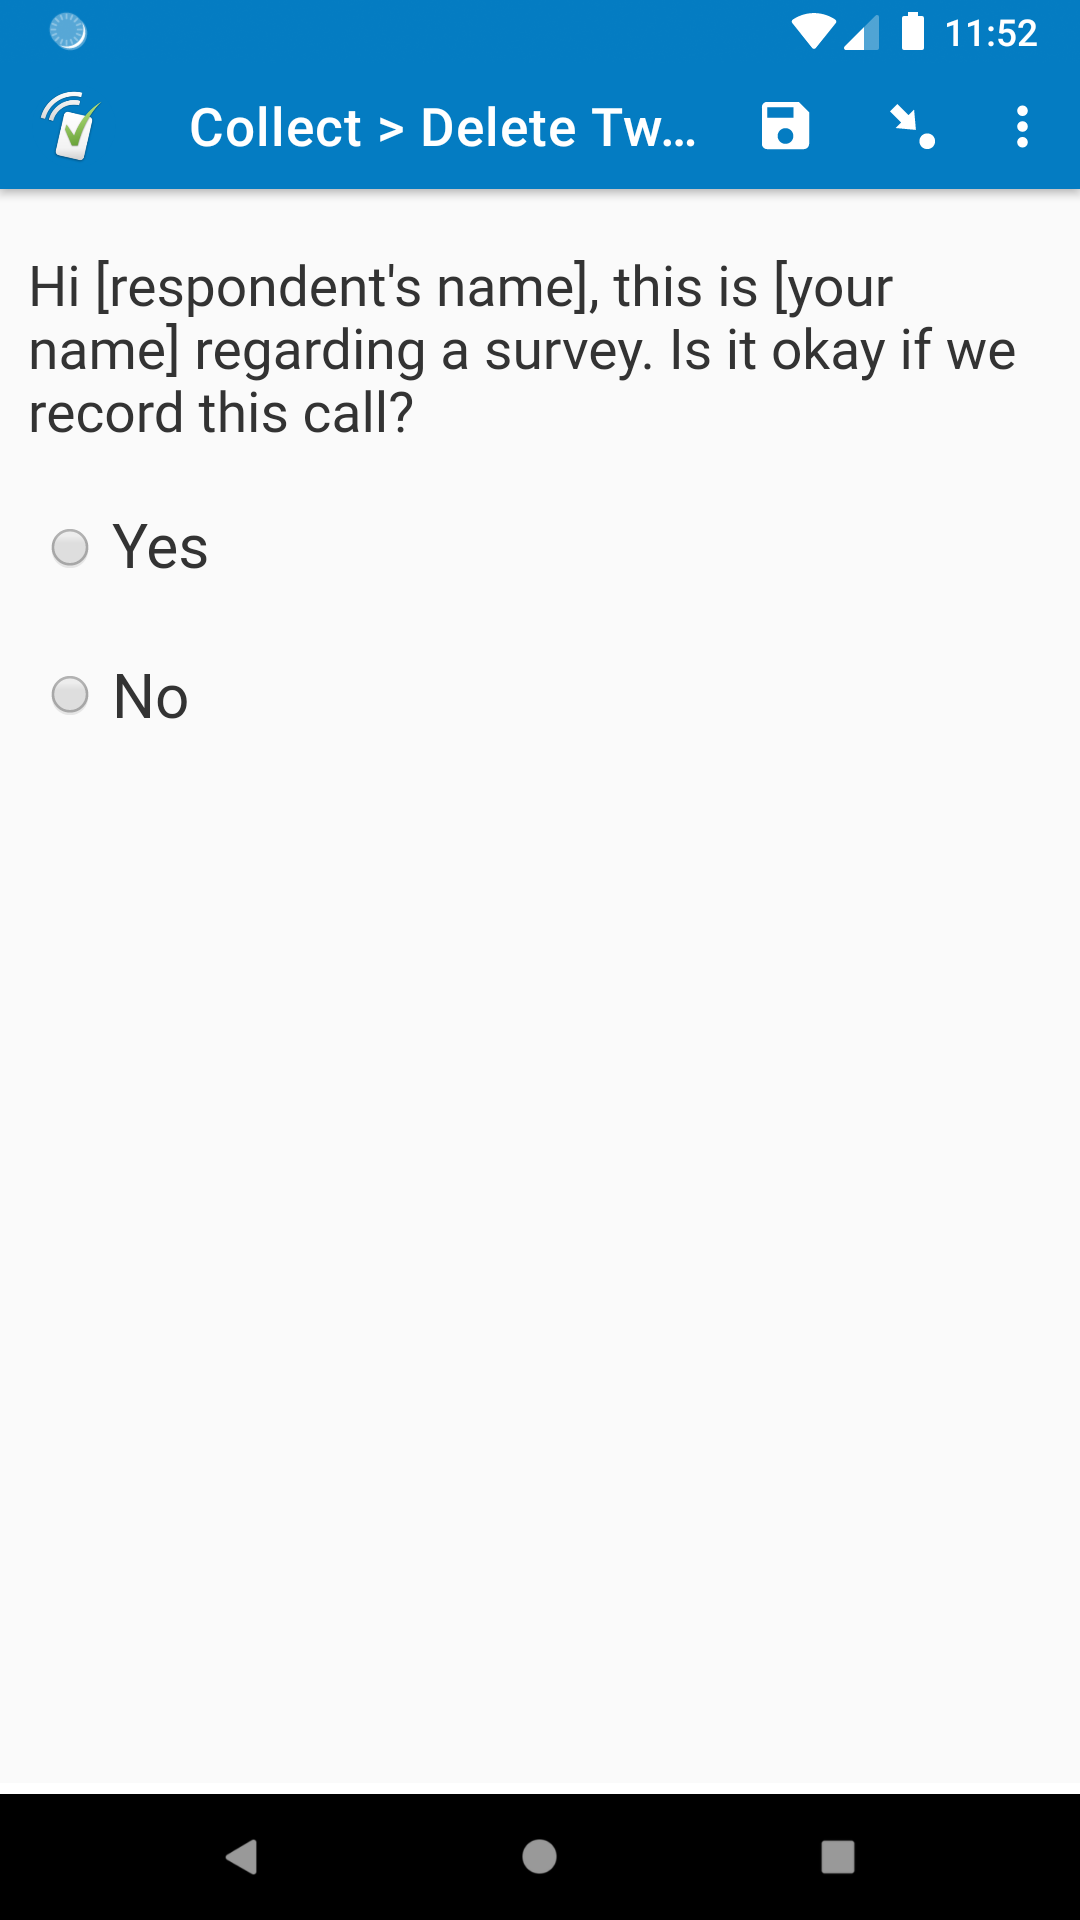 11:52
Collect > Delete Tw...
Hi [respondent's name], this is [your
name] regarding a survey. Is it okay if we
record this call?
Yes
No